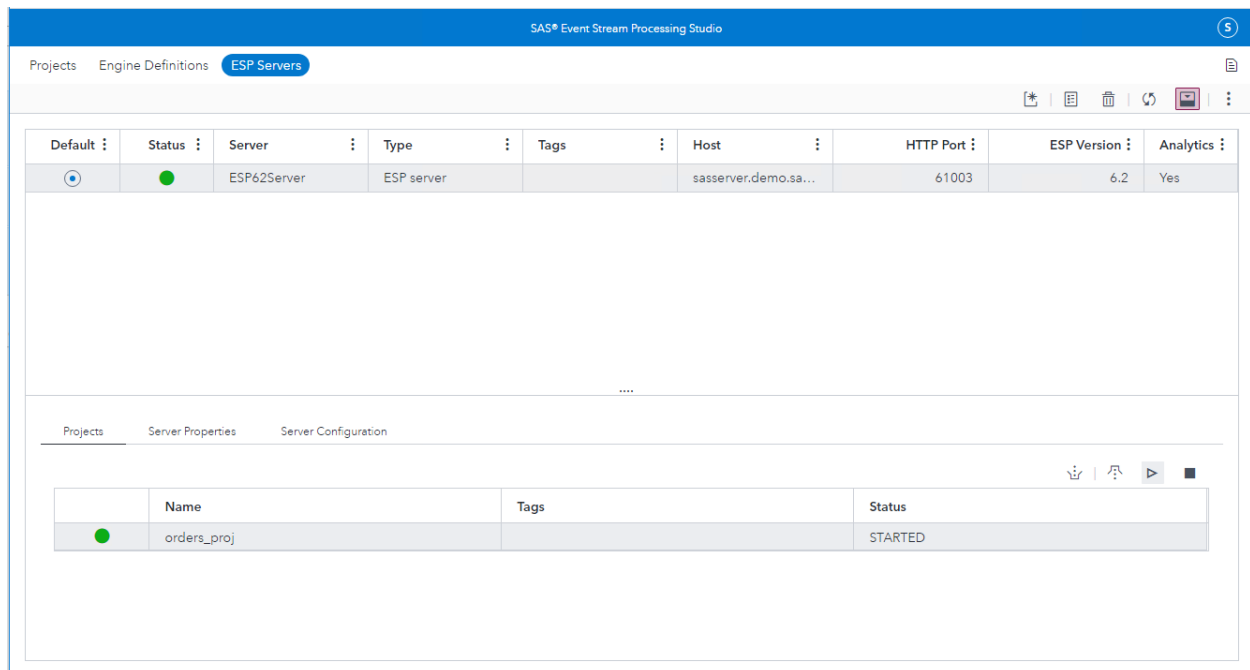 SAS® Event Stream Processing Studio
S
Projects Engine Definitions ESP Servers
Default Status Server Type Tags Host HTTP Port ESP Version Analytics
ESP62Server ESP server sasserver.demo.sa... 61003 6.2 Yes
Projects Server Properties Server Configuration
Name Tags Status
orders_proj STARTED